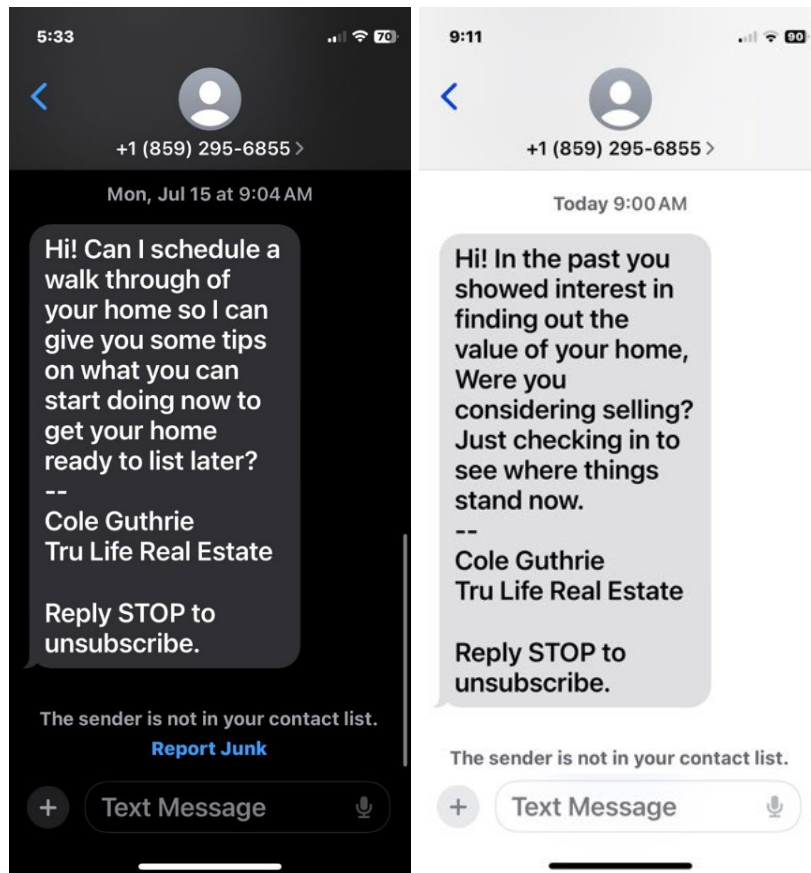 5:33
70
+1 (859) 295-6855 >
Mon, Jul 15 at 9:04 AM
Hi! Can I schedule a
walk through of
your home so I can
give you some tips
on what you can
start doing now to
get your home
ready to list later?
--
Cole Guthrie
Tru Life Real Estate
Reply STOP to
unsubscribe.
The sender is not in your contact list.
Report Junk
+ Text Message
9:11
90
+1 (859) 295-6855 >
Today 9:00 AM
Hi! In the past you
showed interest in
finding out the
value of your home,
Were you
considering selling?
Just checking in to
see where things
stand now.
--
Cole Guthrie
Tru Life Real Estate
Reply STOP to
unsubscribe.
The sender is not in your contact list.
+ Text Message